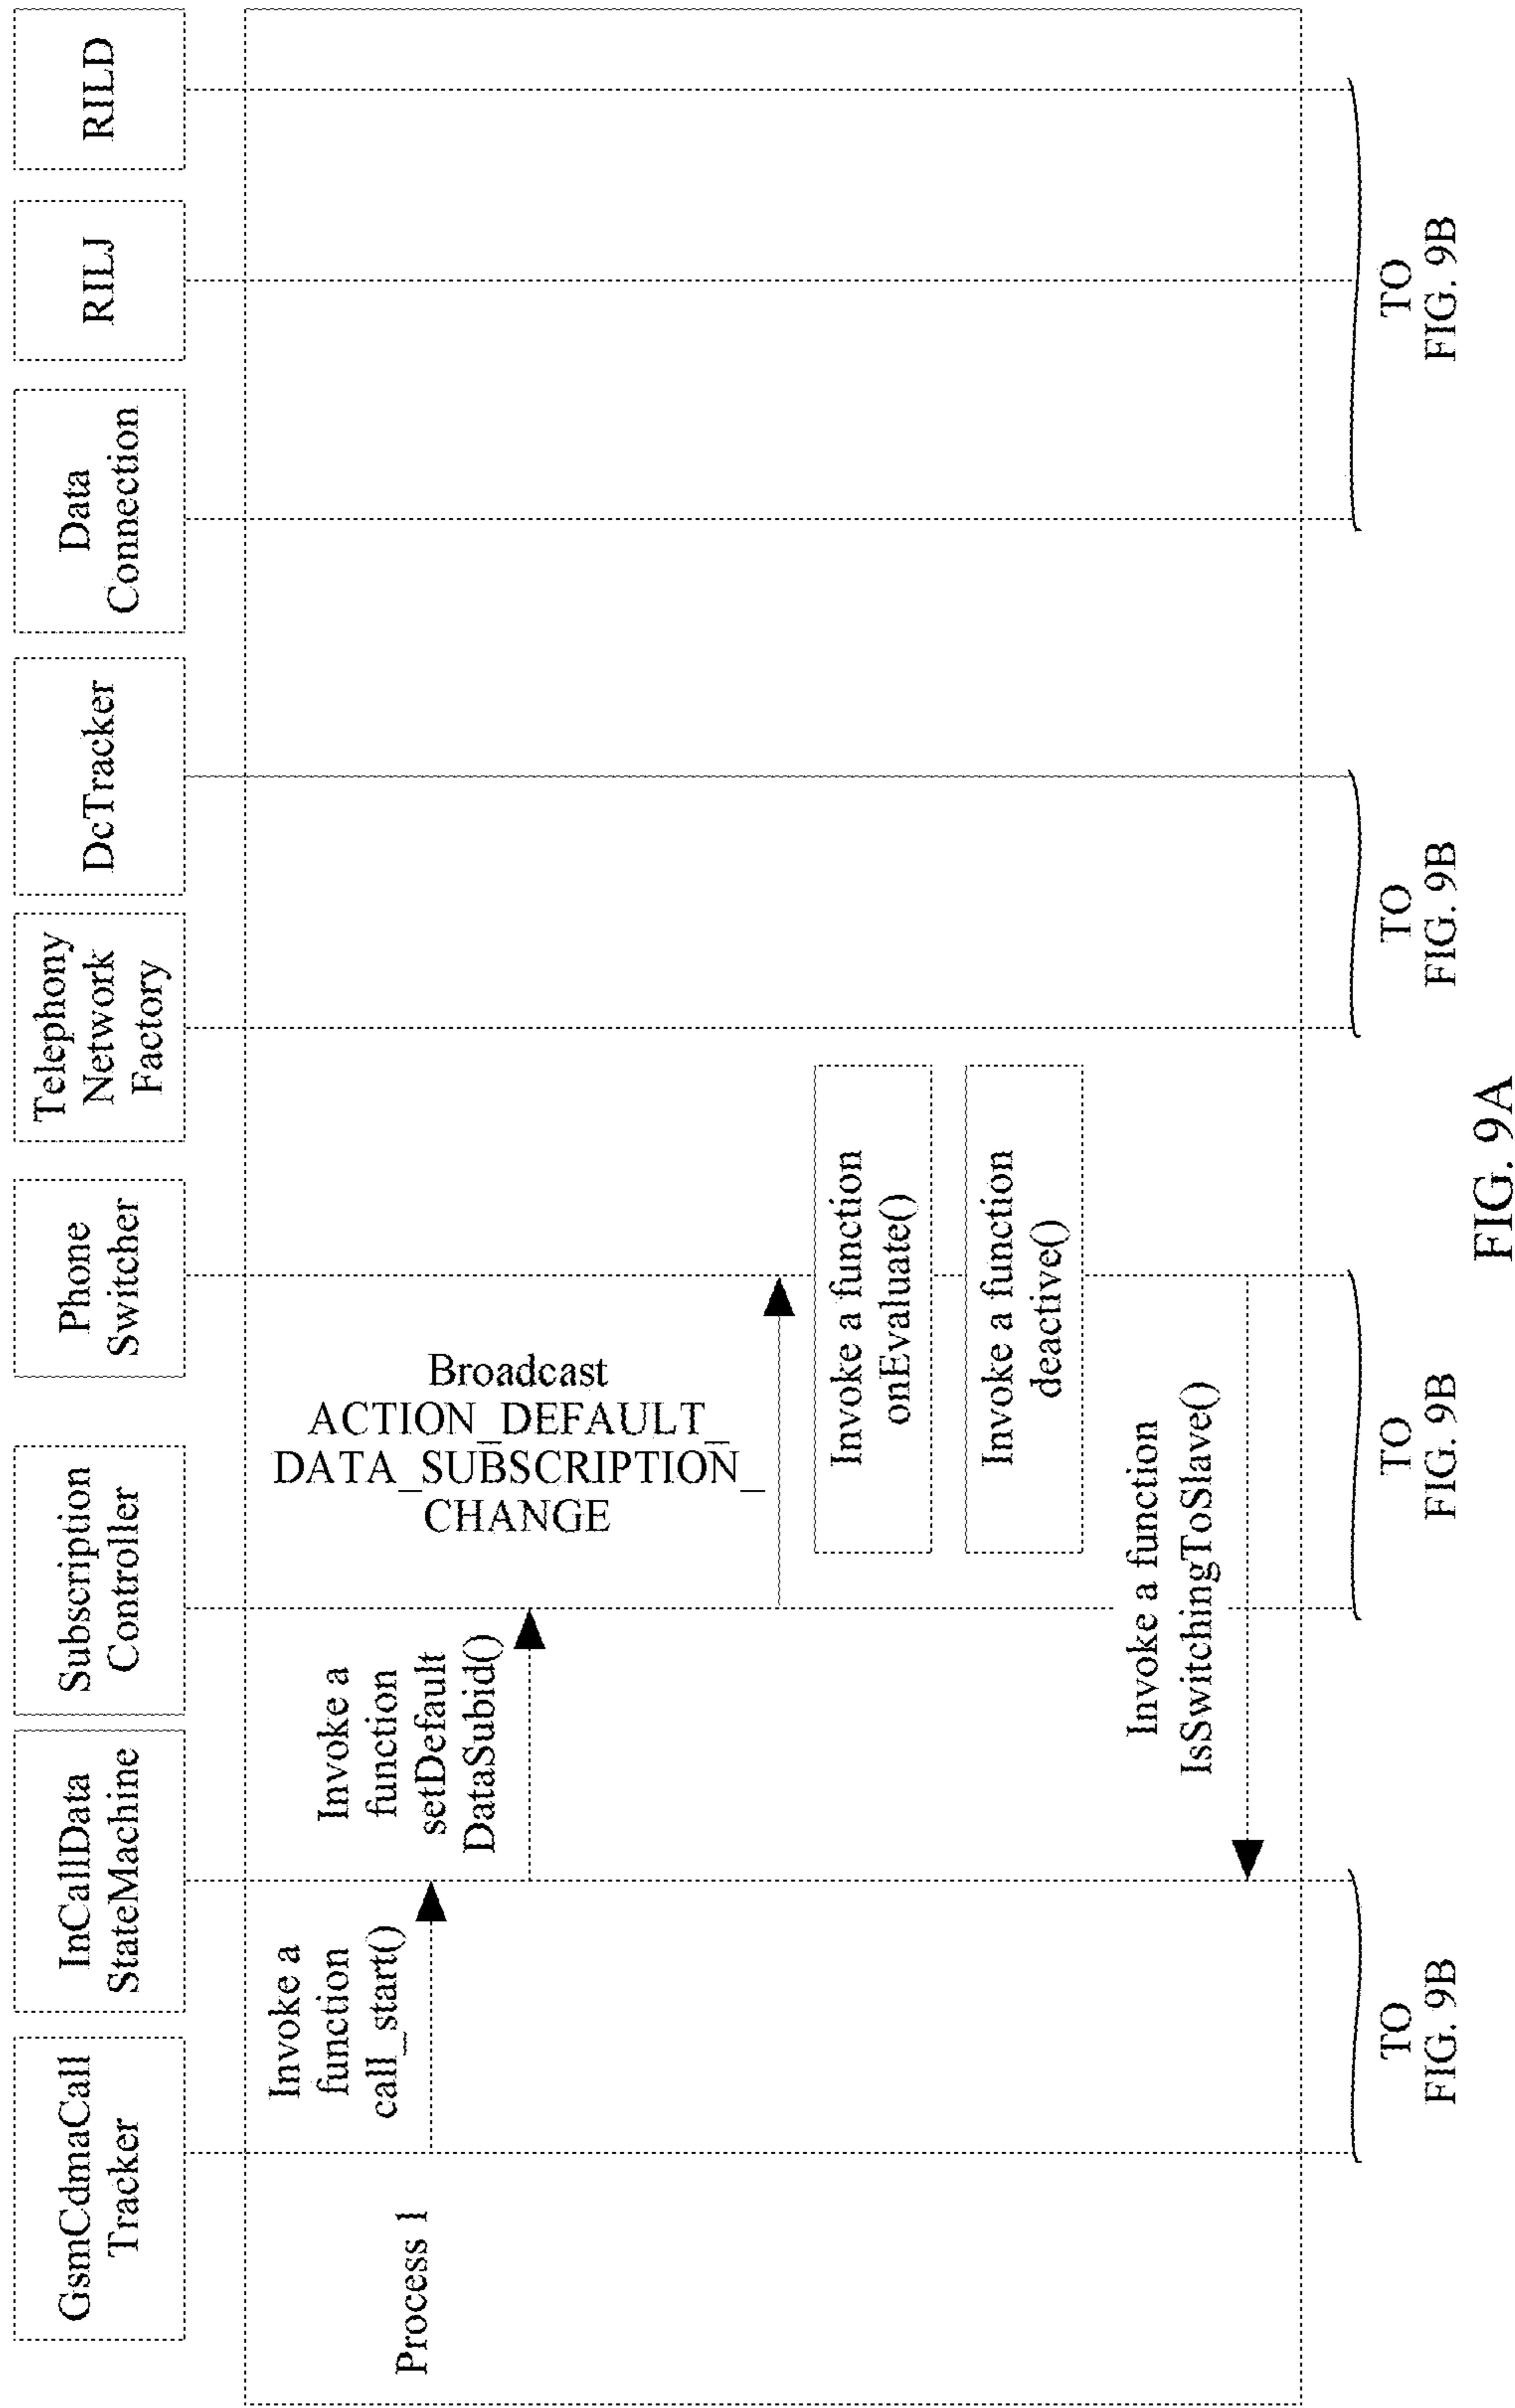 GsmCdmaCall
Tracker
InCallData
StateMachine
Subscription
Controller
Phone
Switcher
Telephony
Network
Factory
DcTracker
Data
Connection
RILJ
RILD
Process 1
Invoke a
function
call_start()
Invoke a
function
setDefault
DataSubid()
Broadcast
ACTION_DEFAULT_
DATA_SUBSCRIPTION_
CHANGE
Invoke a function
onEvaluate()
Invoke a function
deactive()
Invoke a function
IsSwitchingToSlave()
TO
FIG. 9B
TO
FIG. 9B
TO
FIG. 9B
TO
FIG. 9B
FIG. 9A